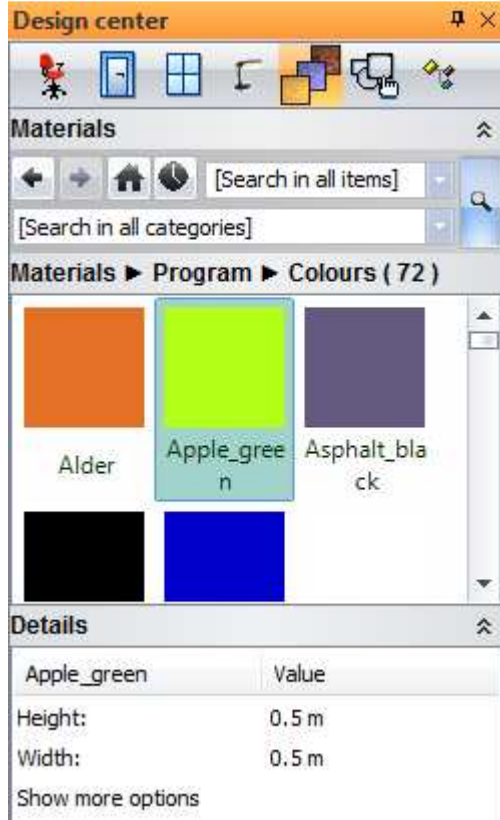 Design center
Materials
[Search in all items]
[Search in all categories]
Materials ► Program ► Colours ( 72 )
Alder
Apple_gree
n
Asphalt_bla
ck
Details
Apple_green Value
Height: 0.5 m
Width: 0.5 m
Show more options